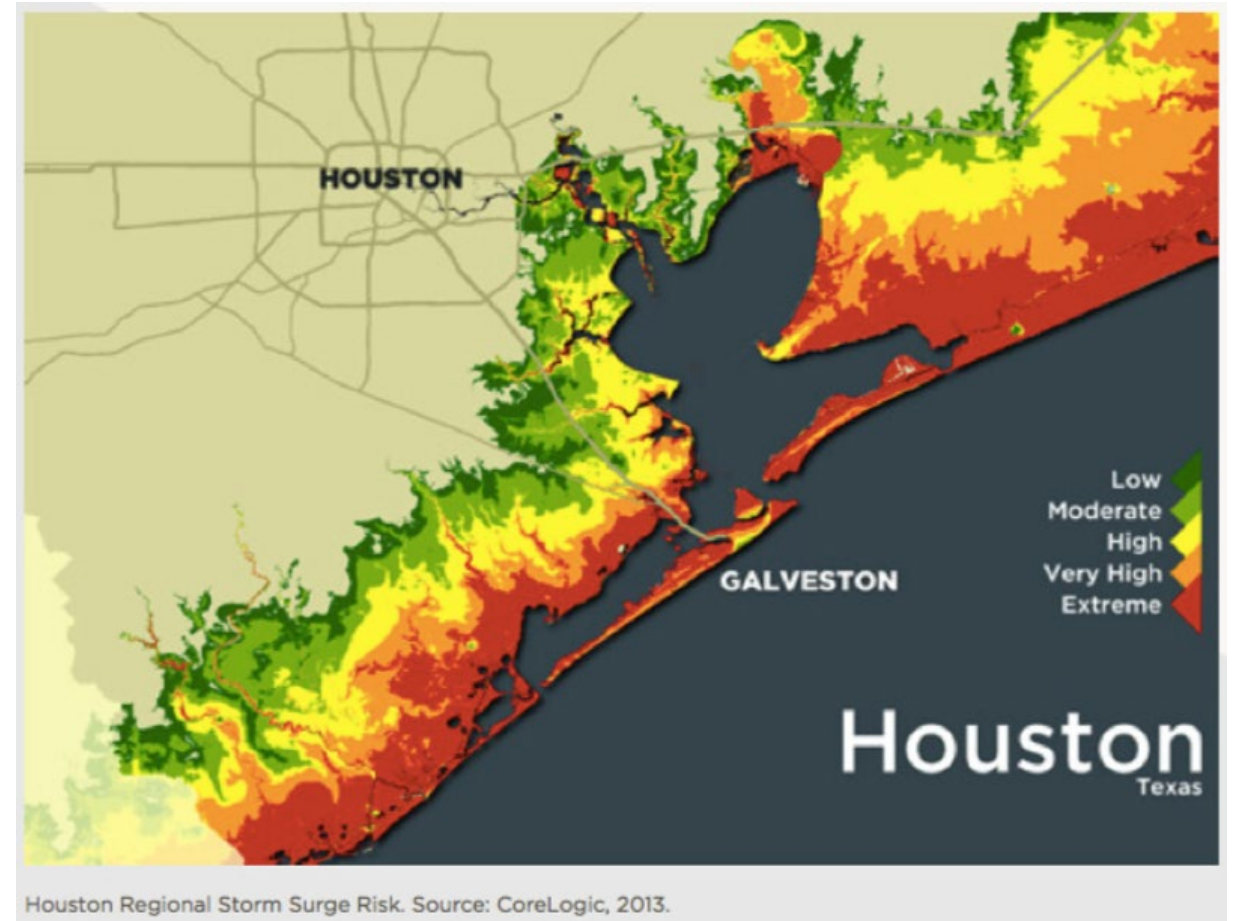 HOUSTON
Low
Moderate
High
Very High
Extreme
GALVESTON
Houston
Texas
Houston Regional Storm Surge Risk. Source: CoreLogic, 2013.